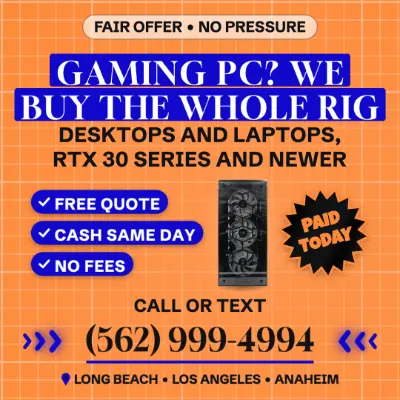 FAIR OFFER • NO PRESSURE
GAMING PC? WE
BUY THE WHOLE RIG
DESKTOPS AND LAPTOPS,
RTX 30 SERIES AND NEWER
FREE QUOTE
CASH SAME DAY
NO FEES
PAID
TODAY
CALL OR TEXT
(562) 999-4994
LONG BEACH • LOS ANGELES • ANAHEIM